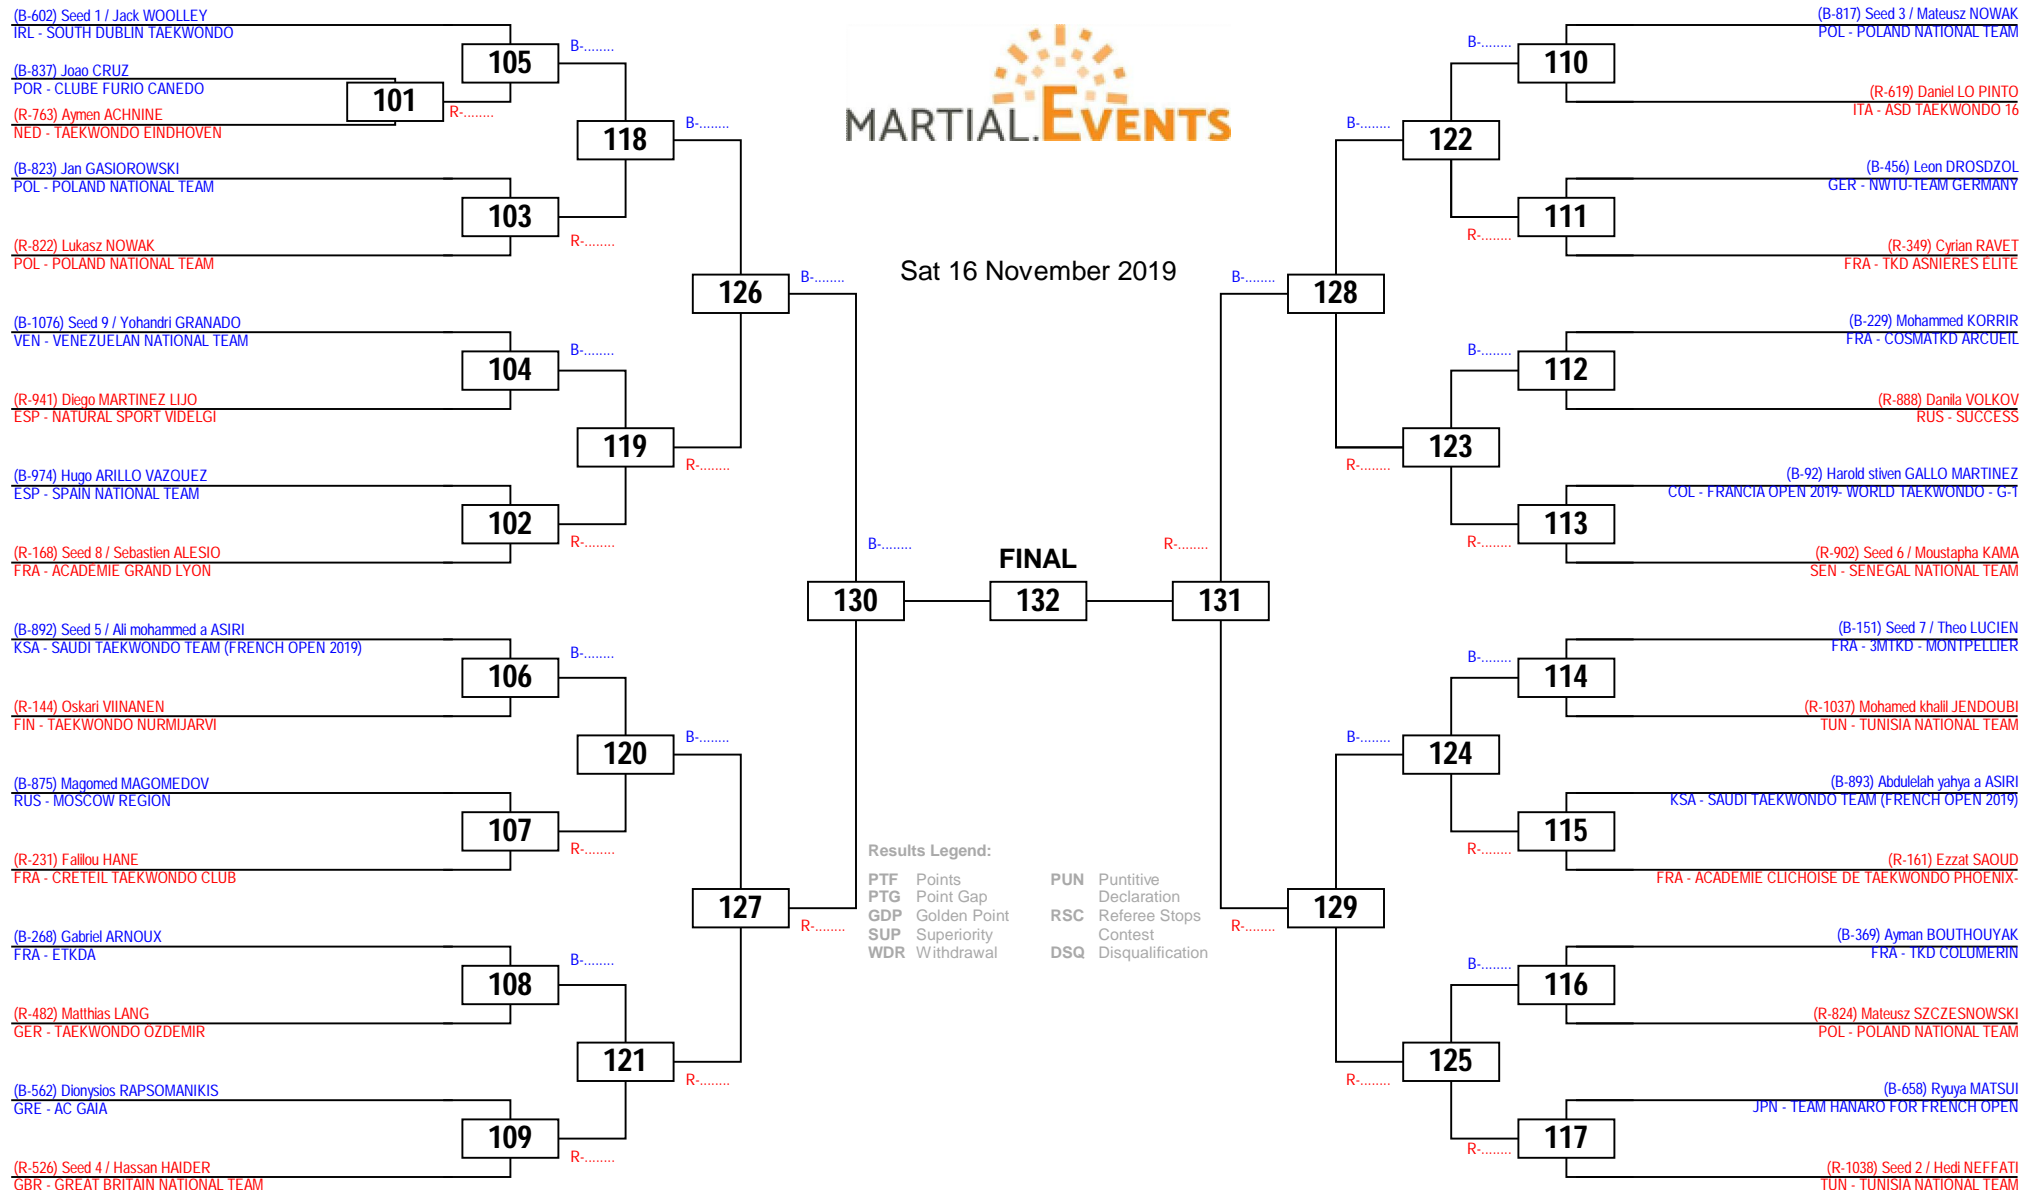 (B-602) Seed 1 / Jack WOOLLEY
IRL - SOUTH DUBLIN TAEKWONDO
105
B-........
(B-837) Joao CRUZ
POR - CLUBE FURIO CANEDO
101
R-........
(R-763) Aymen ACHNINE
NED - TAEKWONDO EINDHOVEN
118
B-........
(B-823) Jan GASIOROWSKI
POL - POLAND NATIONAL TEAM
103
R-........
(R-822) Lukasz NOWAK
POL - POLAND NATIONAL TEAM
126
B-........
(B-1076) Seed 9 / Yohandri GRANADO
VEN - VENEZUELAN NATIONAL TEAM
104
B-........
(R-941) Diego MARTINEZ LIJO
ESP - NATURAL SPORT VIDELGI
119
R-........
(B-974) Hugo ARILLO VAZQUEZ
ESP - SPAIN NATIONAL TEAM
102
R-........
(R-168) Seed 8 / Sebastien ALESIO
FRA - ACADEMIE GRAND LYON
B-........
130
(B-892) Seed 5 / Ali mohammed a ASIRI
KSA - SAUDI TAEKWONDO TEAM (FRENCH OPEN 2019)
106
B-........
(R-144) Oskari VIINANEN
FIN - TAEKWONDO NURMIJARVI
120
B-........
(B-875) Magomed MAGOMEDOV
RUS - MOSCOW REGION
107
R-........
(R-231) Falilou HANE
FRA - CRETEIL TAEKWONDO CLUB
127
R-........
(B-268) Gabriel ARNOUX
FRA - ETKDA
108
B-........
(R-482) Matthias LANG
GER - TAEKWONDO ÖZDEMIR
121
R-........
(B-562) Dionysios RAPSOMANIKIS
GRE - AC GAIA
109
R-........
(R-526) Seed 4 / Hassan HAIDER
GBR - GREAT BRITAIN NATIONAL TEAM
MARTIAL.EVENTS
Sat 16 November 2019
FINAL
132
Results Legend:
PTF Points
PTG Point Gap
GDP Golden Point
SUP Superiority
WDR Withdrawal
PUN Puntitive
Declaration
RSC Referee Stops
Contest
DSQ Disqualification
(B-817) Seed 3 / Mateusz NOWAK
POL - POLAND NATIONAL TEAM
B-........
110
(R-619) Daniel LO PINTO
ITA - ASD TAEKWONDO 16
B-........
122
(B-456) Leon DROSDZOL
GER - NWTU-TEAM GERMANY
R-........
111
(R-349) Cyrian RAVET
FRA - TKD ASNIERES ÉLITE
B-........
128
(B-229) Mohammed KORRIR
FRA - COSMATKD ARCUEIL
B-........
112
(R-888) Danila VOLKOV
RUS - SUCCESS
R-........
123
(B-92) Harold stiven GALLO MARTINEZ
COL - FRANCIA OPEN 2019- WORLD TAEKWONDO - G-1
R-........
113
(R-902) Seed 6 / Moustapha KAMA
SEN - SENEGAL NATIONAL TEAM
R-........
131
(B-151) Seed 7 / Theo LUCIEN
FRA - 3MTKD - MONTPELLIER
B-........
114
(R-1037) Mohamed khalil JENDOUBI
TUN - TUNISIA NATIONAL TEAM
B-........
124
(B-893) Abdulelah yahya a ASIRI
KSA - SAUDI TAEKWONDO TEAM (FRENCH OPEN 2019)
R-........
115
(R-161) Ezzat SAOUD
FRA - ACADEMIE CLICHOISE DE TAEKWONDO PHOENIX-
R-........
129
(B-369) Ayman BOUTHOUYAK
FRA - TKD COLUMERIN
B-........
116
(R-824) Mateusz SZCZESNOWSKI
POL - POLAND NATIONAL TEAM
R-........
125
(B-658) Ryuya MATSUI
JPN - TEAM HANARO FOR FRENCH OPEN
R-........
117
(R-1038) Seed 2 / Hedi NEFFATI
TUN - TUNISIA NATIONAL TEAM